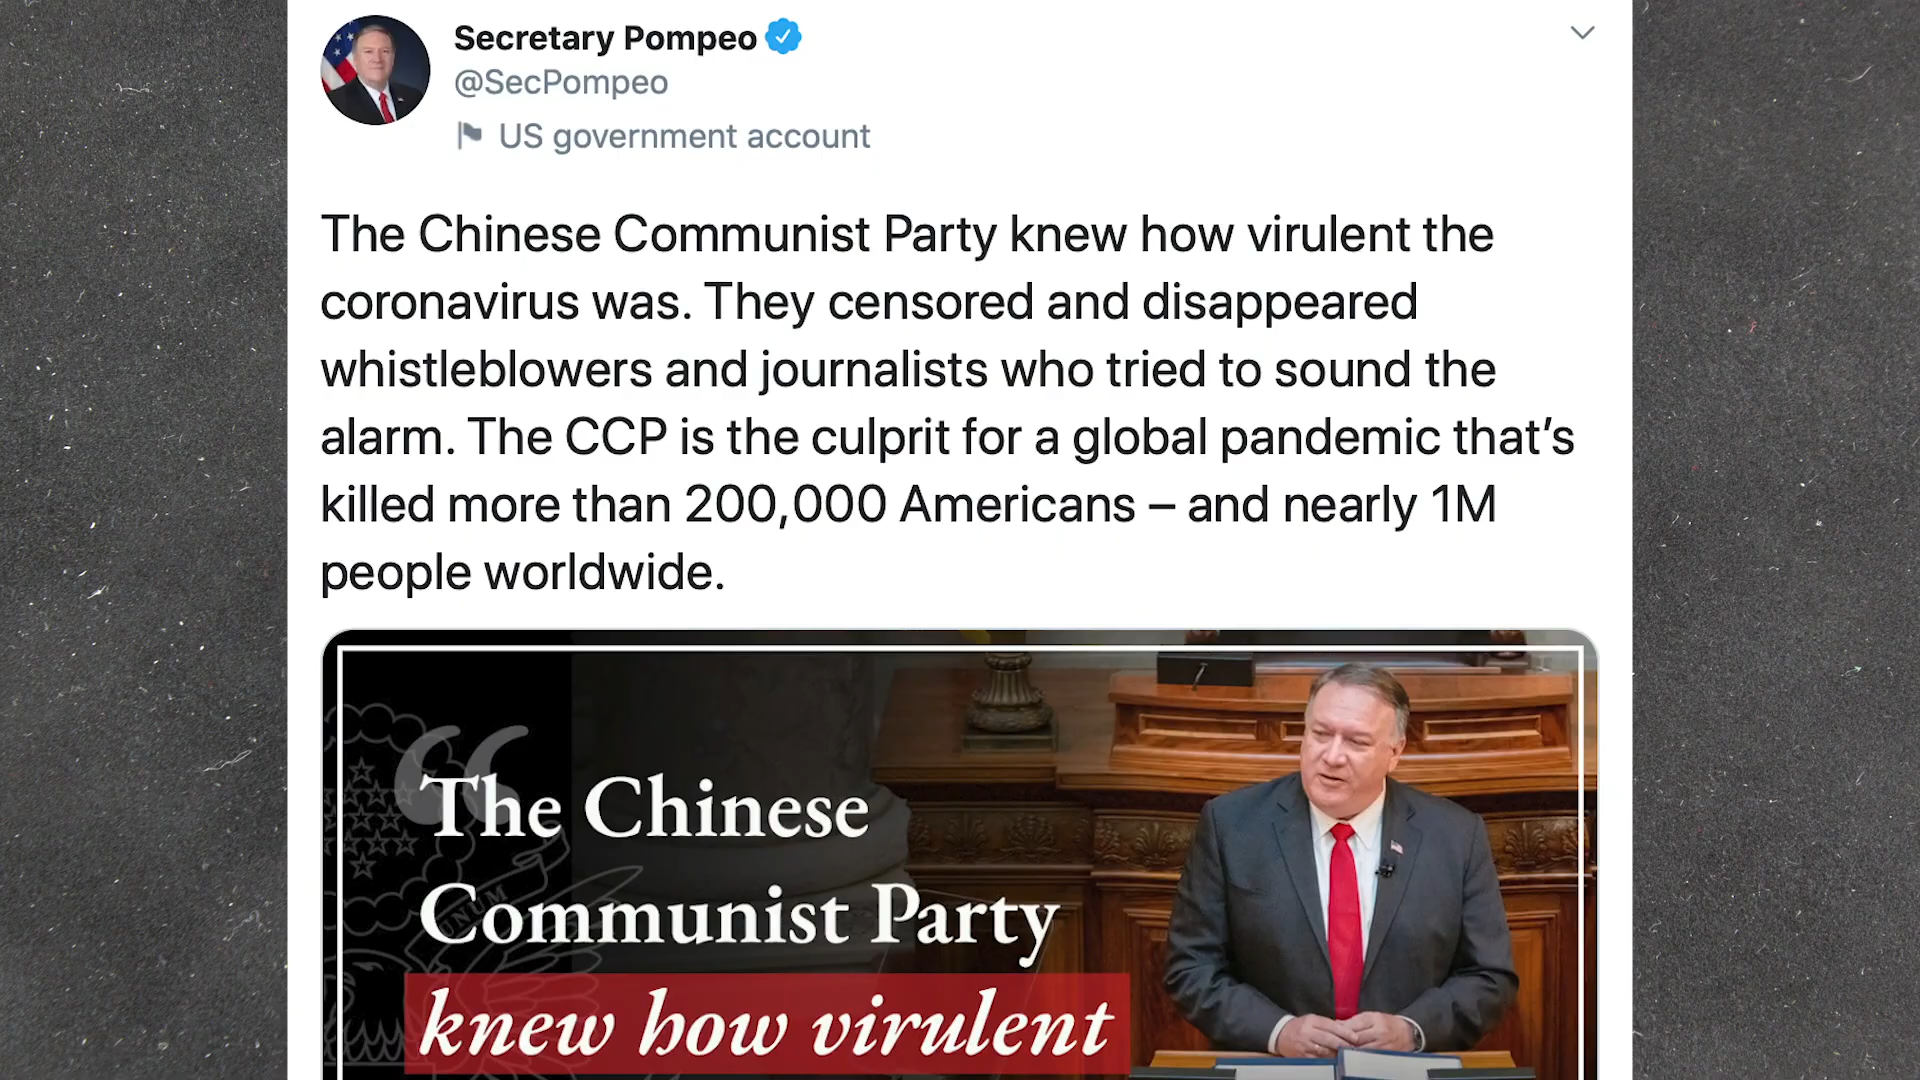 Secretary Pompeo
@SecPompeo
US government account
The Chinese Communist Party knew how virulent the
coronavirus was. They censored and disappeared
whistleblowers and journalists who tried to sound the
alarm. The CCP is the culprit for a global pandemic that’s
killed more than 200,000 Americans – and nearly 1M
people worldwide.
“The Chinese
Communist Party
knew how virulent